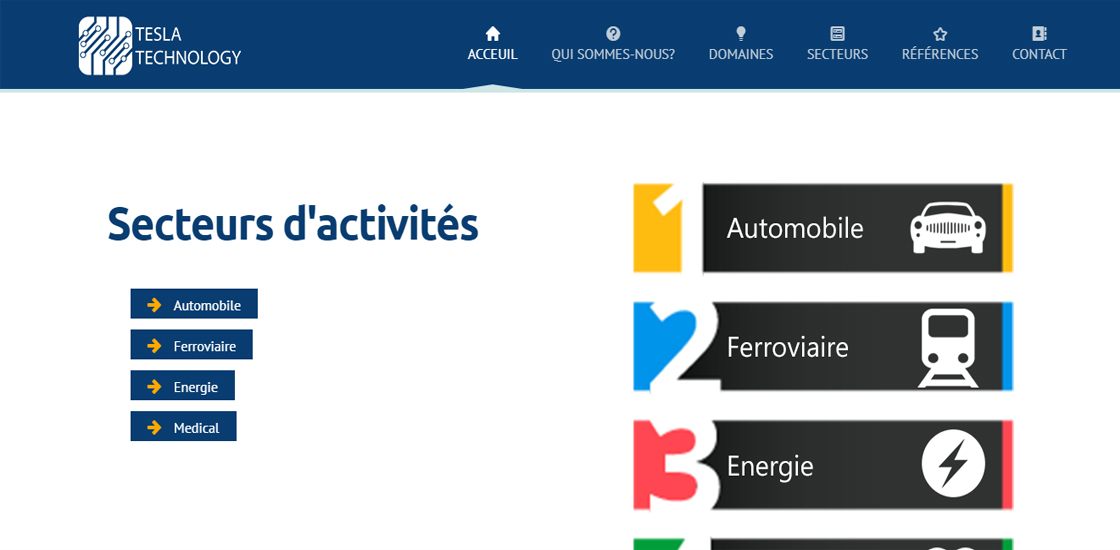 TESLA
TECHNOLOGY
ACCEUIL
QUI SOMMES-NOUS?
DOMAINES
SECTEURS
RÉFÉRENCES
CONTACT
Secteurs d'activités
Automobile
Ferroviaire
Energie
Medical
1 Automobile
2 Ferroviaire
3 Energie